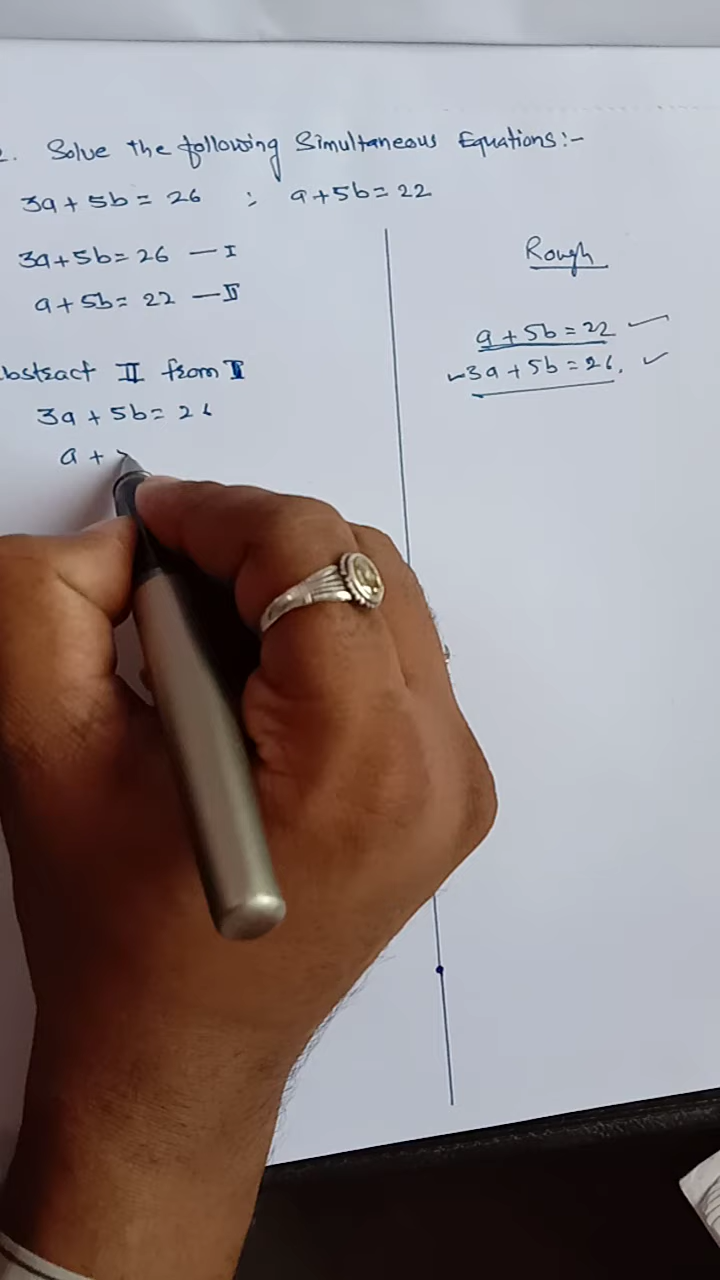 2. Solve the following Simultaneous Equations:-
3a + 5b = 26 ; a + 5b = 22
3a + 5b = 26 — I
a + 5b = 22 — II
bstract II from I
3a + 5b = 26
a +
Rough
a + 5b = 22
3a + 5b = 26.